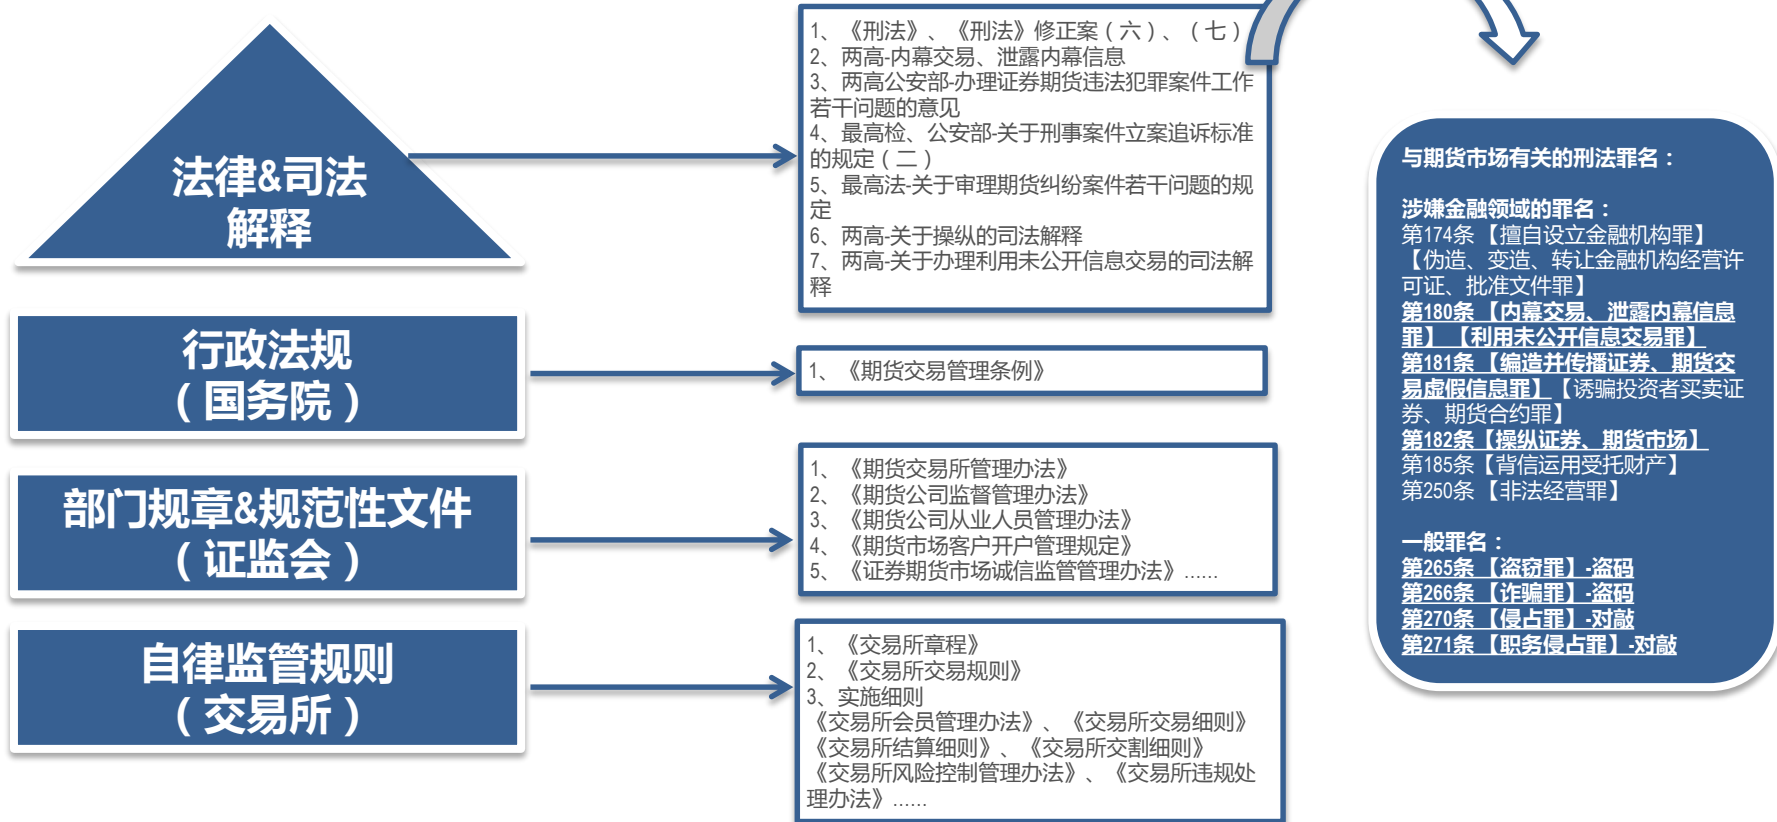 法律&司法
解释
1、《刑法》、《刑法》修正案（六）、（七）
2、两高-内幕交易、泄露内幕信息
3、两高公安部-办理证券期货违法犯罪案件工作
若干问题的意见
4、最高检、公安部-关于刑事案件立案追诉标准
的规定（二）
5、最高法-关于审理期货纠纷案件若干问题的规
定
6、两高-关于操纵的司法解释
7、两高-关于办理利用未公开信息交易的司法解
释
行政法规
（国务院）
1、《期货交易管理条例》
部门规章&规范性文件
（证监会）
1、《期货交易所管理办法》
2、《期货公司监督管理办法》
3、《期货公司从业人员管理办法》
4、《期货市场客户开户管理规定》
5、《证券期货市场诚信监管管理办法》......
自律监管规则
（交易所）
1、《交易所章程》
2、《交易所交易规则》
3、实施细则
《交易所会员管理办法》、《交易所交易细则》
《交易所结算细则》、《交易所交割细则》
《交易所风险控制管理办法》、《交易所违规处
理办法》......
与期货市场有关的刑法罪名：
涉嫌金融领域的罪名：
第174条【擅自设立金融机构罪】
【伪造、变造、转让金融机构经营许
可证、批准文件罪】
第180条【内幕交易、泄露内幕信息
罪】【利用未公开信息交易罪】
第181条【编造并传播证券、期货交
易虚假信息罪】【诱骗投资者买卖证
券、期货合约罪】
第182条【操纵证券、期货市场】
第185条【背信运用受托财产】
第250条【非法经营罪】
一般罪名：
第265条【盗窃罪】-盗码
第266条【诈骗罪】-盗码
第270条【侵占罪】-对敲
第271条【职务侵占罪】-对敲